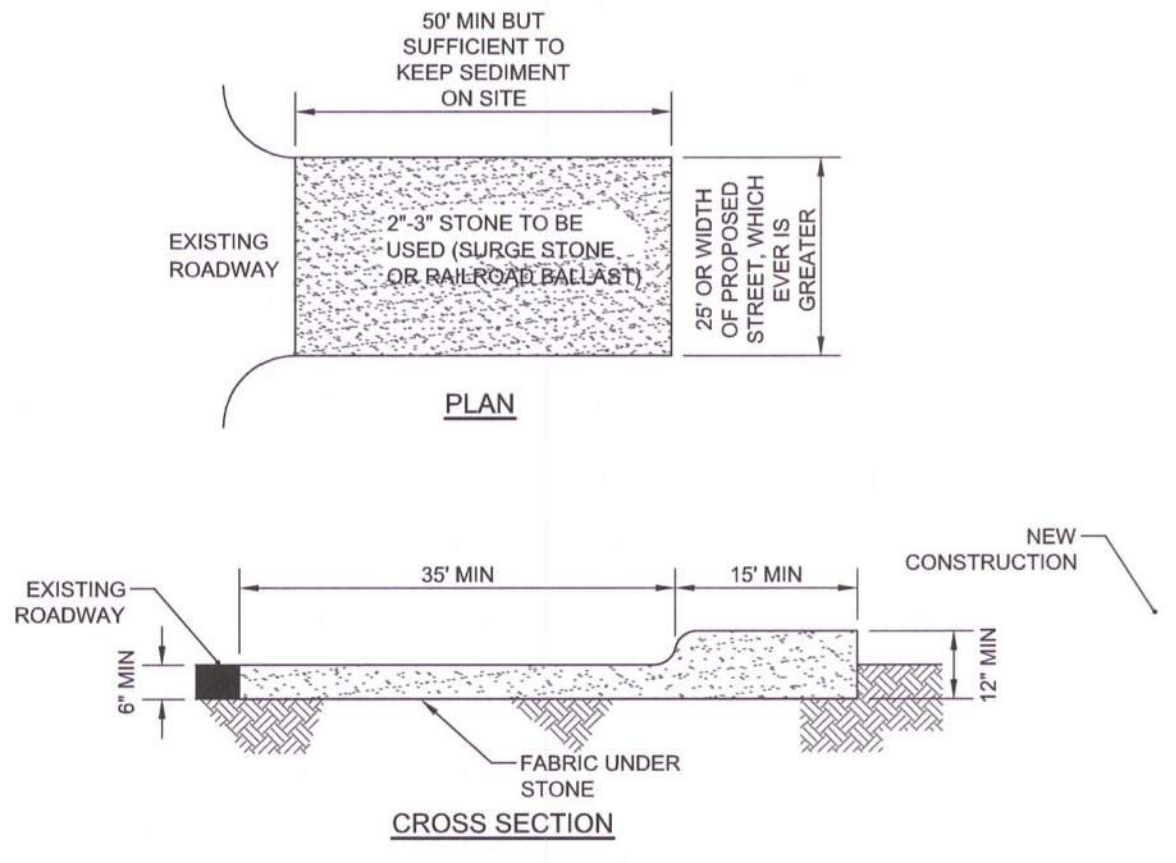 50' MIN BUT
SUFFICIENT TO
KEEP SEDIMENT
ON SITE
EXISTING
ROADWAY
2"-3" STONE TO BE
USED (SURGE STONE
OR RAILROAD BALLAST)
25' OR WIDTH
OF PROPOSED
STREET, WHICH
EVER IS
GREATER
PLAN
NEW
CONSTRUCTION
EXISTING
ROADWAY
35' MIN
15' MIN
6" MIN
12" MIN
FABRIC UNDER
STONE
CROSS SECTION